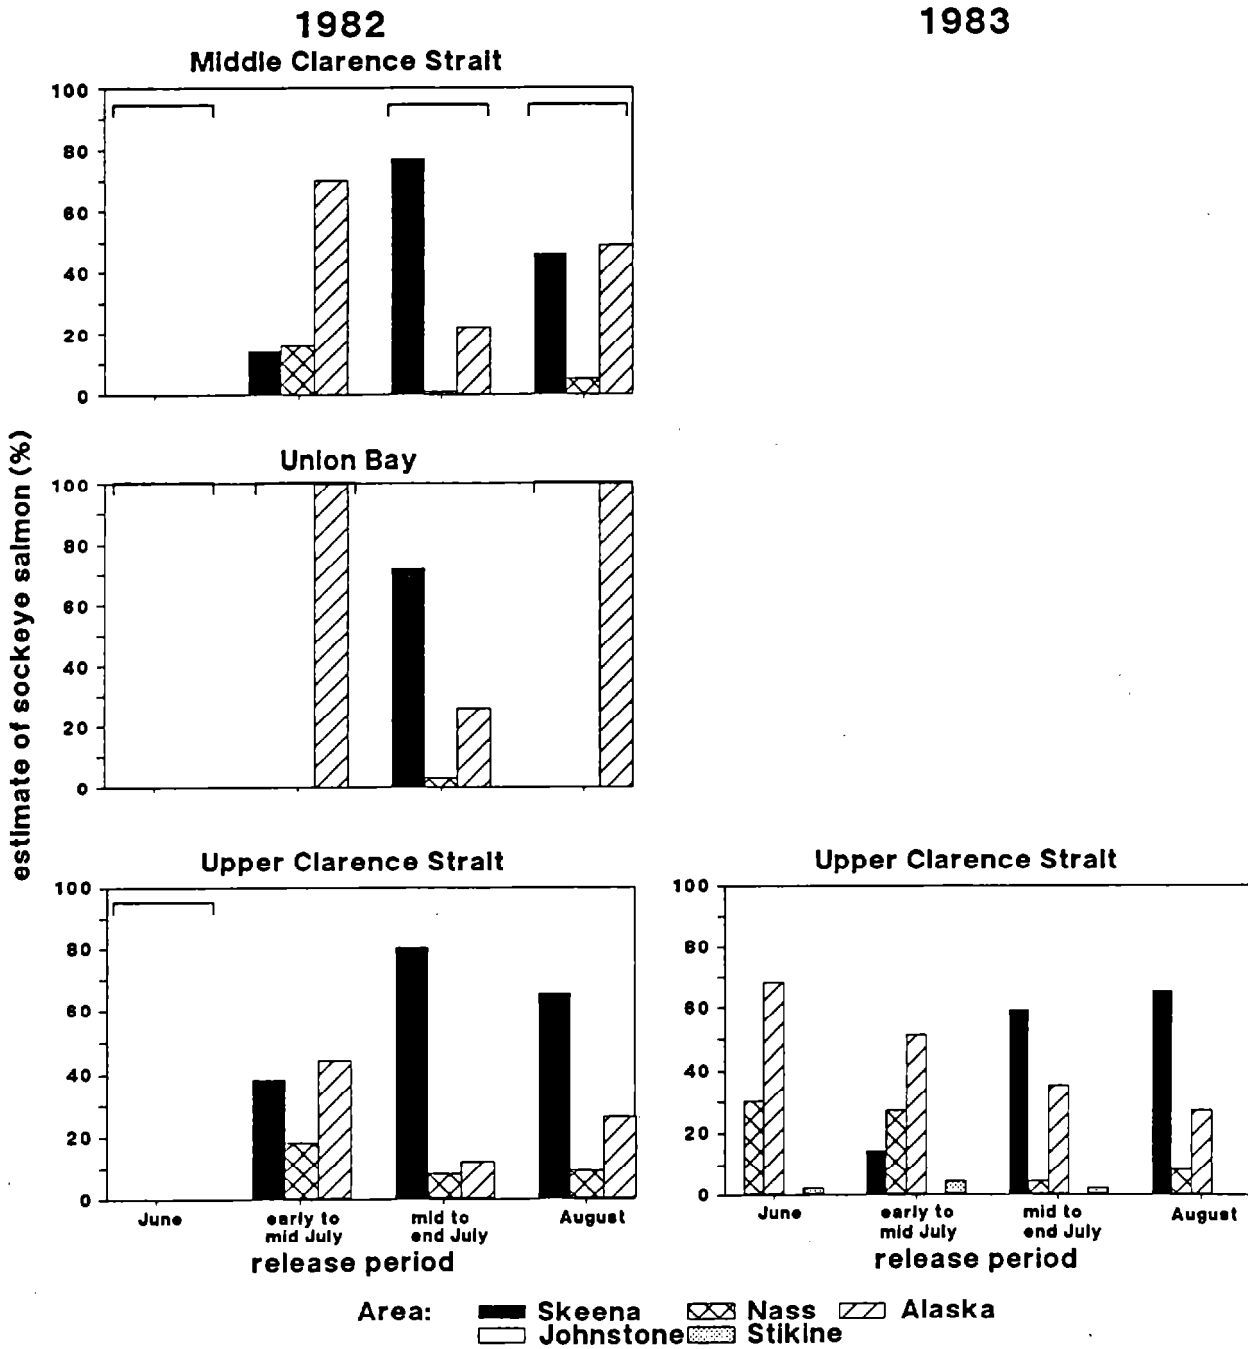 1982
1983
Middle Clarence Strait
100
80
60
40
20
0
Union Bay
100
80
60
40
20
0
estimate of sockeye salmon (%)
Upper Clarence Strait
100
80
60
40
20
0
June
early to
mid July
mid to
end July
August
release period
Upper Clarence Strait
100
80
60
40
20
0
June
early to
mid July
mid to
end July
August
release period
Area:
Skeena
Nass
Alaska
Johnstone
Stikine